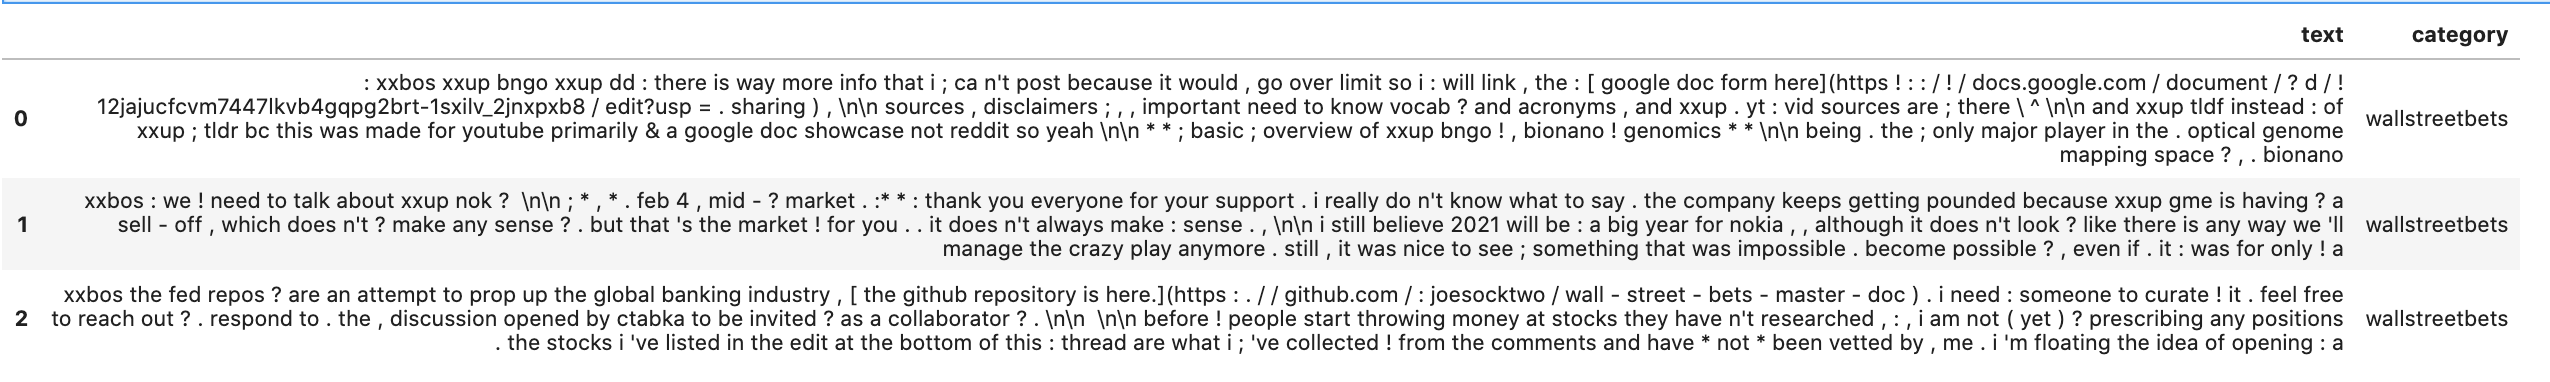 text category
: xxbos xxup bngo xxup dd : there is way more info that i ; ca n't post because it would , go over limit so i : will link , the : [ google doc form here](https ! : : / ! / docs.google.com / document / ? d / !
12jajucfcvm7447lkvb4gqpg2brt-1sxilv_2jnxpxb8 / edit?usp = . sharing ) , \n\n sources , disclaimers ; , , important need to know vocab ? and acronyms , and xxup . yt : vid sources are ; there \ ^ \n\n and xxup tldf instead : of
0 xxup ; tldr bc this was made for youtube primarily & a google doc showcase not reddit so yeah \n\n * * ; basic ; overview of xxup bngo ! , bionano ! genomics * * \n\n being . the ; only major player in the . optical genome wallstreetbets
mapping space ? , . bionano
xxbos : we ! need to talk about xxup nok ?  \n\n ; * , * . feb 4 , mid - ? market . :* * : thank you everyone for your support . i really do n't know what to say . the company keeps getting pounded because xxup gme is having ? a
1 sell - off , which does n't ? make any sense ? . but that 's the market ! for you . . it does n't always make : sense . , \n\n i still believe 2021 will be : a big year for nokia , , although it does n't look ? like there is any way we 'll wallstreetbets
manage the crazy play anymore . still , it was nice to see ; something that was impossible . become possible ? , even if . it : was for only ! a
xxbos the fed repos ? are an attempt to prop up the global banking industry , [ the github repository is here.](https : . / / github.com / : joesocktwo / wall - street - bets - master - doc ) . i need : someone to curate ! it . feel free
2 to reach out ? . respond to . the , discussion opened by ctabka to be invited ? as a collaborator ? . \n\n  \n\n before ! people start throwing money at stocks they have n't researched , : , i am not ( yet ) ? prescribing any positions wallstreetbets
. the stocks i 've listed in the edit at the bottom of this : thread are what i ; 've collected ! from the comments and have * not * been vetted by , me . i 'm floating the idea of opening : a